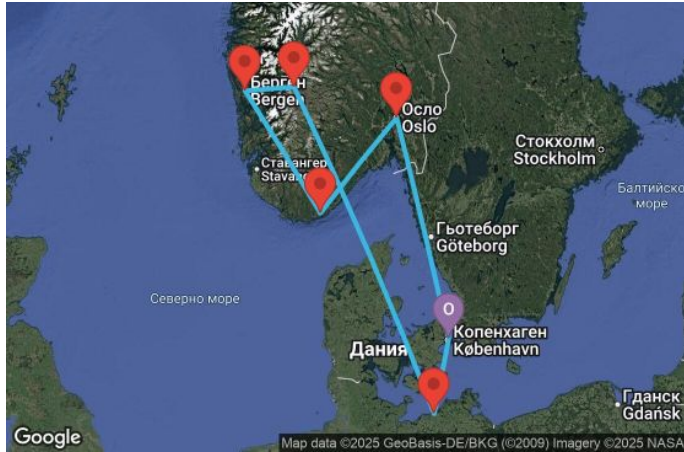 Берген
Bergen
Осло
Oslo
Стокхолм
Stockholm
Ставангер
Балтийско
море
Гьотеборг
Göteborg
Северно море
O
Копенхаген
København
Дания
Гданск
Gdańsk
Google
Map data ©2025 GeoBasis-DE/BKG (©2009) Imagery ©2025 NASA